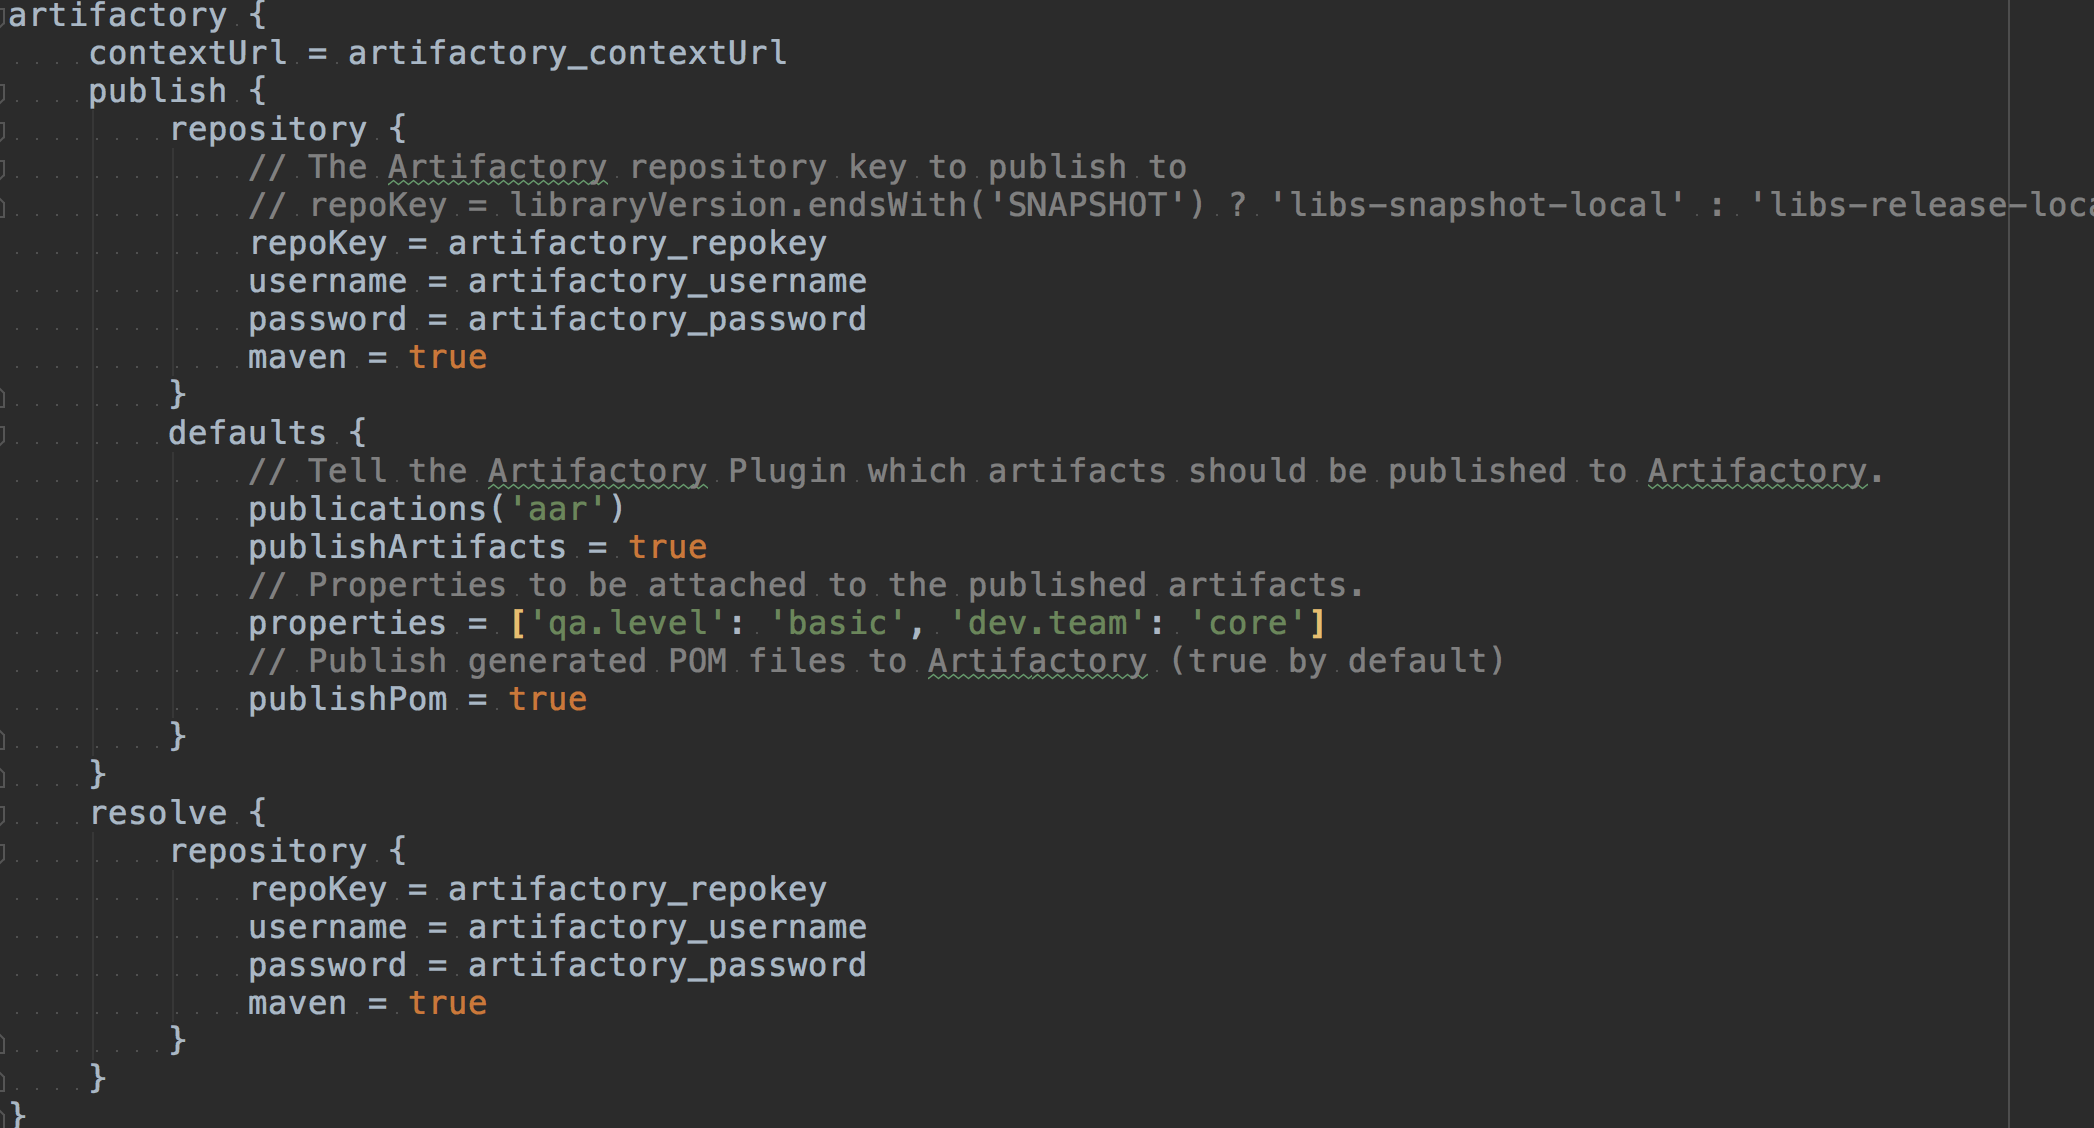 artifactory {
contextUrl = artifactory_contextUrl
publish {
repository {
// The Artifactory repository key to publish to
// repoKey = libraryVersion.endsWith('SNAPSHOT') ? 'libs-snapshot-local' : 'libs-release-loca
repoKey = artifactory_repokey
username = artifactory_username
password = artifactory_password
maven = true
}
defaults {
// Tell the Artifactory Plugin which artifacts should be published to Artifactory.
publications('aar')
publishArtifacts = true
// Properties to be attached to the published artifacts.
properties = ['qa.level': 'basic', 'dev.team': 'core']
// Publish generated POM files to Artifactory (true by default)
publishPom = true
}
}
resolve {
repository {
repoKey = artifactory_repokey
username = artifactory_username
password = artifactory_password
maven = true
}
}
}